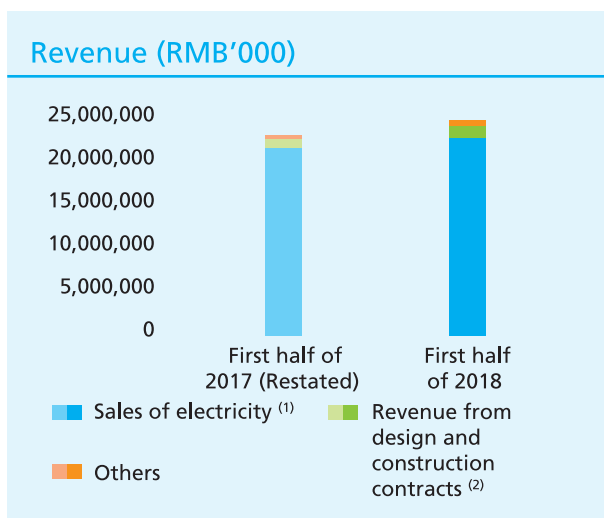 Revenue (RMB’000)
25,000,000
20,000,000
15,000,000
10,000,000
5,000,000
0
First half of
2017 (Restated)
First half
of 2018
Sales of electricity (1)
Revenue from
design and
construction
contracts (2)
Others